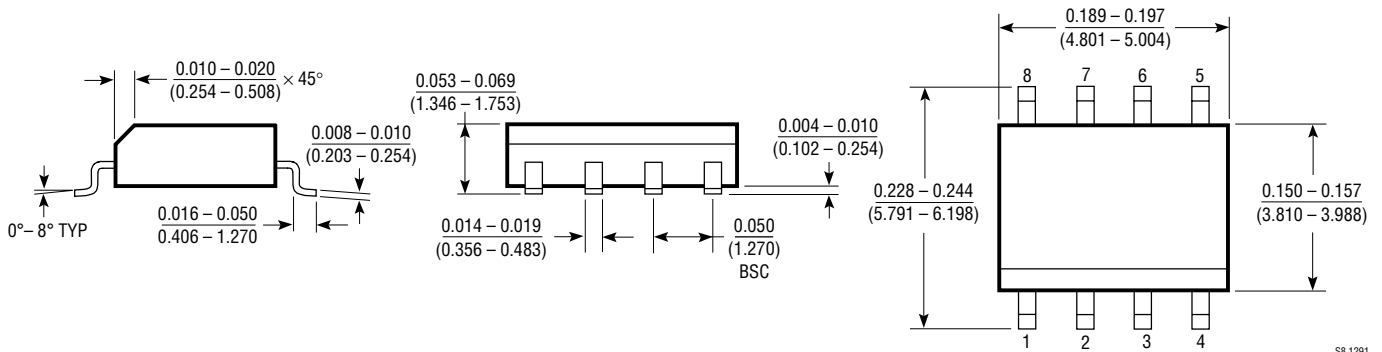 0.010 – 0.020
(0.254 – 0.508)
× 45°
0.008 – 0.010
(0.203 – 0.254)
0.016 – 0.050
0.406 – 1.270
0°– 8° TYP
0.053 – 0.069
(1.346 – 1.753)
0.004 – 0.010
(0.102 – 0.254)
0.014 – 0.019
(0.356 – 0.483)
0.050
(1.270)
BSC
0.189 – 0.197
(4.801 – 5.004)
8 7 6 5
0.228 – 0.244
(5.791 – 6.198)
0.150 – 0.157
(3.810 – 3.988)
1 2 3 4
S8 1291